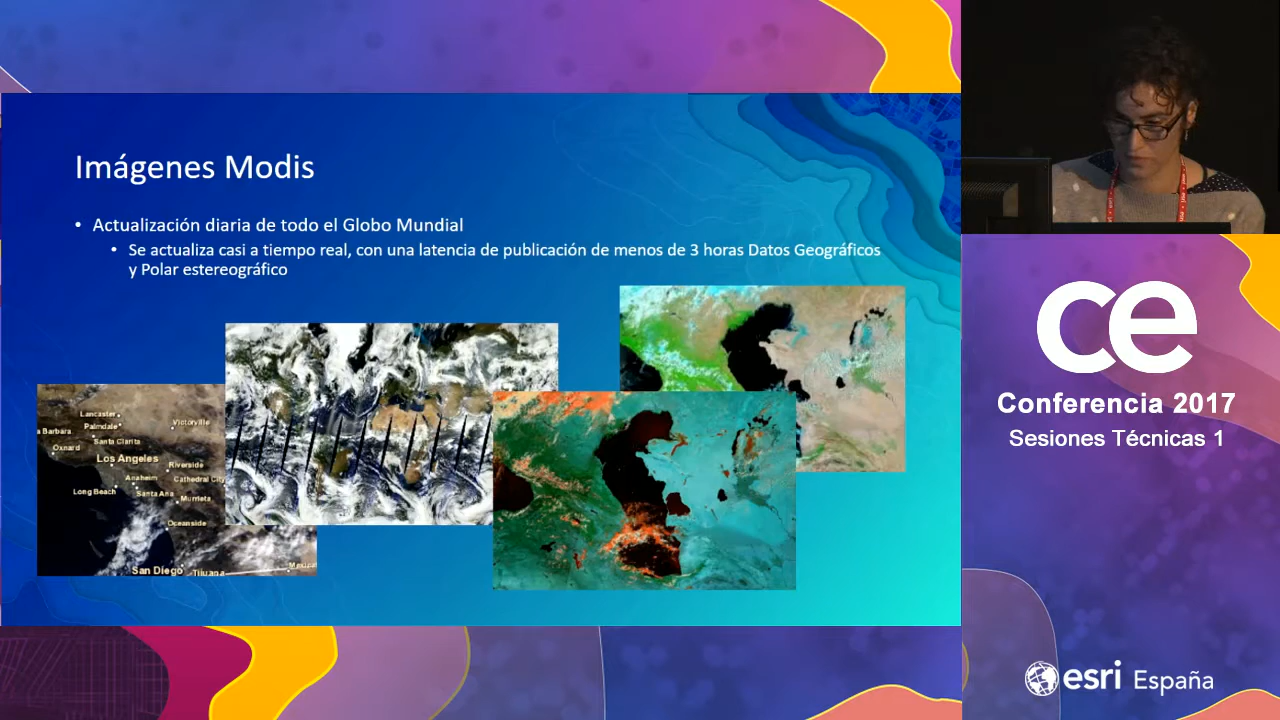 Imágenes Modis
• Actualización diaria de todo el Globo Mundial
• Se actualiza casi a tiempo real, con una latencia de publicación de menos de 3 horas Datos Geográficos
y Polar estereográfico
Lancaster
Palmdale
Victorville
a Barbara
Santa Clarita
Oxnard
Los Angeles
Riverside
Anaheim
Cathedral City
Long Beach
Santa Ana
Murrieta
Oceanside
San Diego
Tijuana
Mexical
ce
Conferencia 2017
Sesiones Técnicas 1
esri España